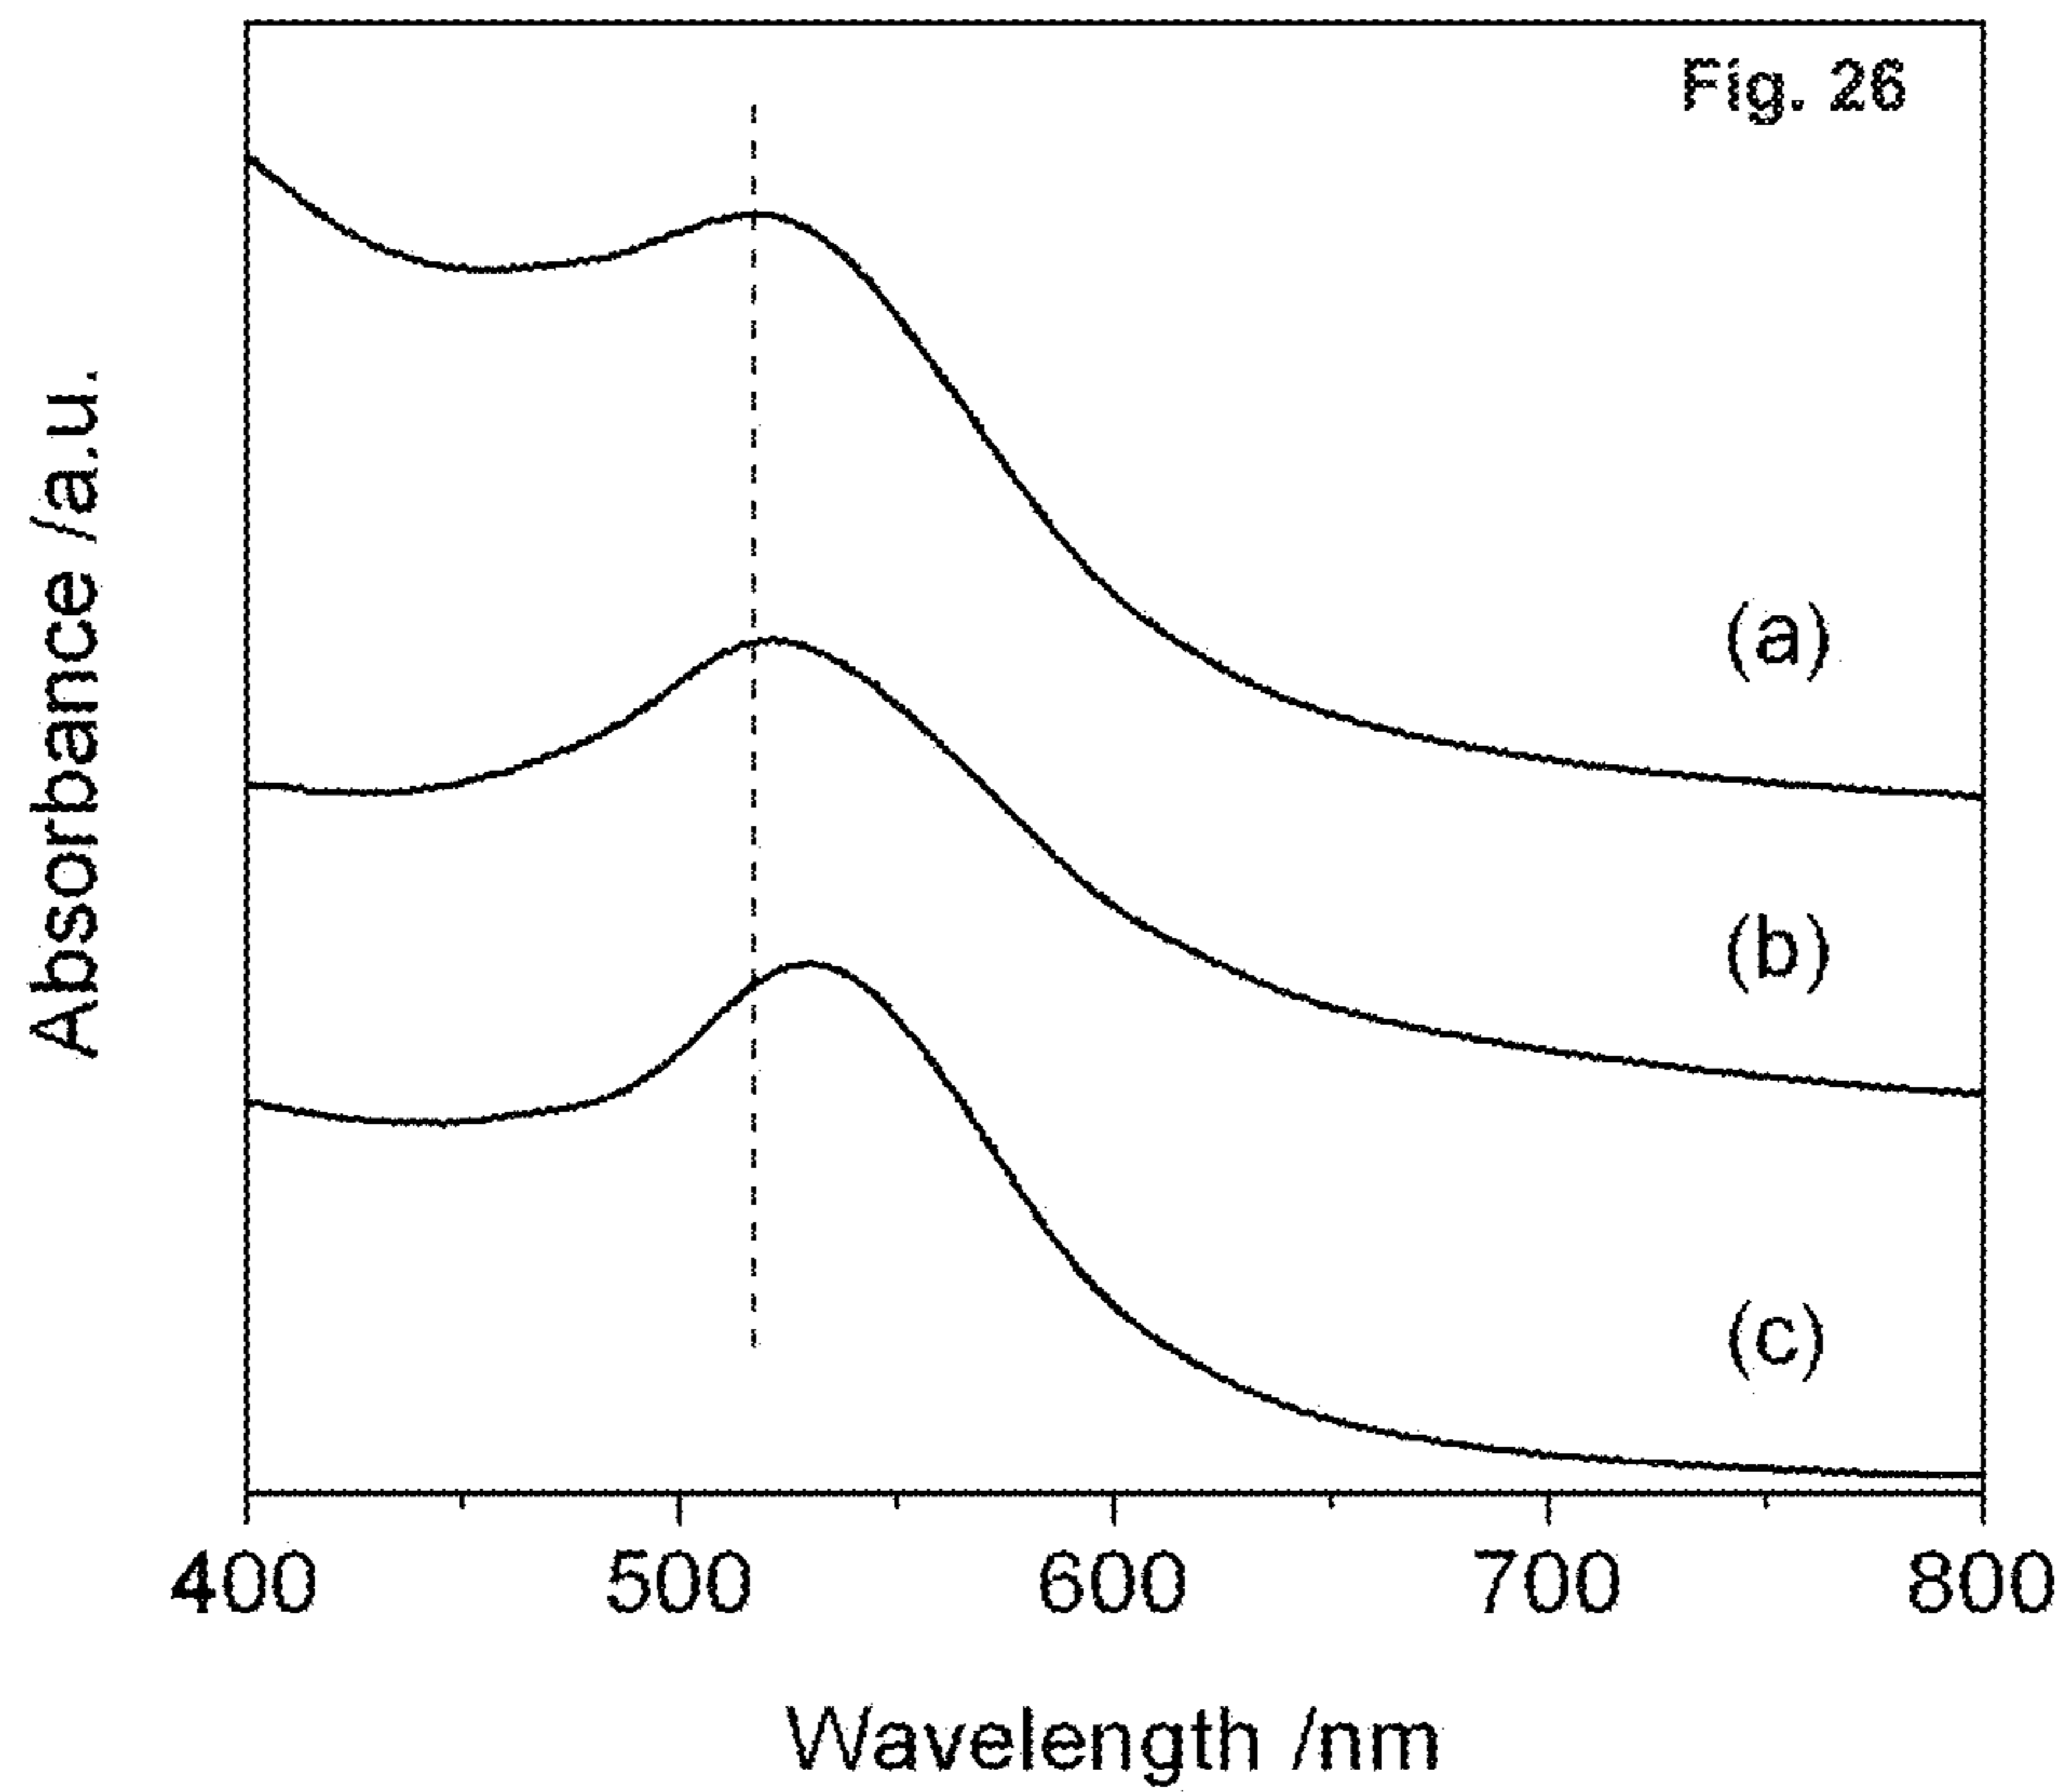 Fig. 26
Absorbance /a.u.
(a)
(b)
(c)
400 500 600 700 800
Wavelength /nm